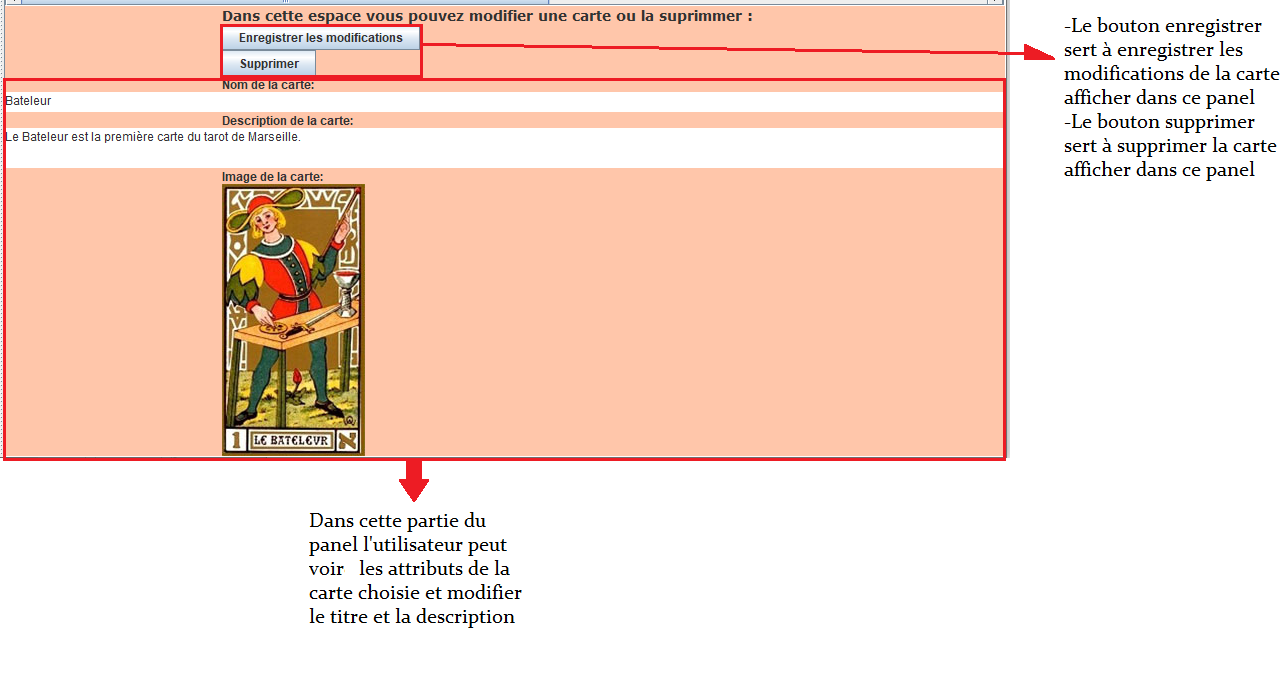 Dans cette espace vous pouvez modifier une carte ou la suprimmer :
Enregistrer les modifications
Supprimer
Nom de la carte:
Bateleur
Description de la carte:
Le Bateleur est la première carte du tarot de Marseille.
Image de la carte:
1 LE BATELEUR א
-Le bouton enregistrer
sert à enregistrer les
modifications de la carte
afficher dans ce panel
-Le bouton supprimer
sert à supprimer la carte
afficher dans ce panel
Dans cette partie du
panel l'utilisateur peut
voir les attributs de la
carte choisie et modifier
le titre et la description